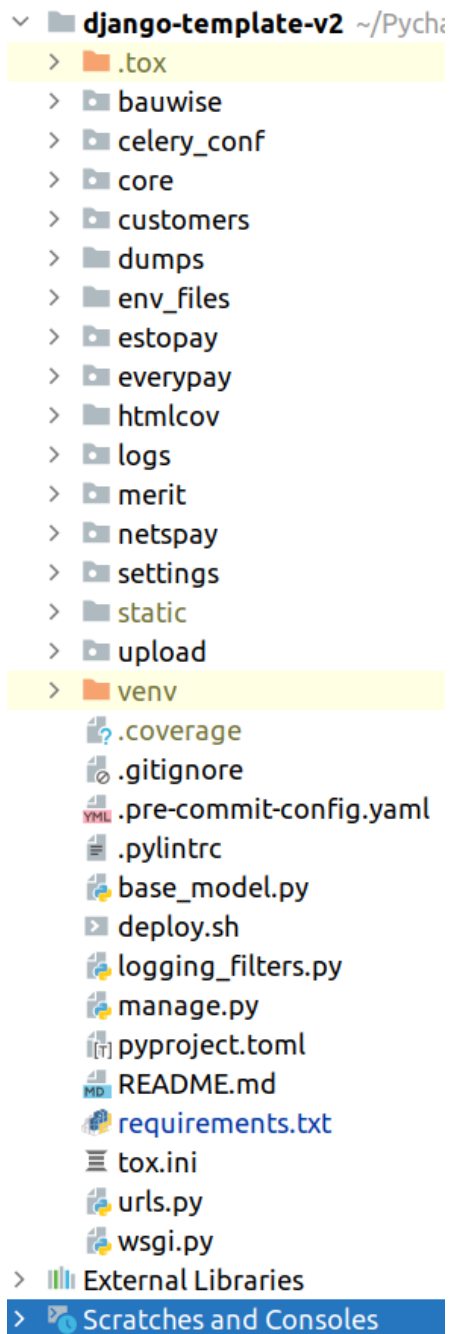 django-template-v2 ~/Pycha
.tox
bauwise
celery_conf
core
customers
dumps
env_files
estopay
everypay
htmlcov
logs
merit
netspay
settings
static
upload
venv
.coverage
.gitignore
YML .pre-commit-config.yaml
.pylintrc
base_model.py
deploy.sh
logging_filters.py
manage.py
[T] pyproject.toml
MD README.md
requirements.txt
tox.ini
urls.py
wsgi.py
External Libraries
Scratches and Consoles